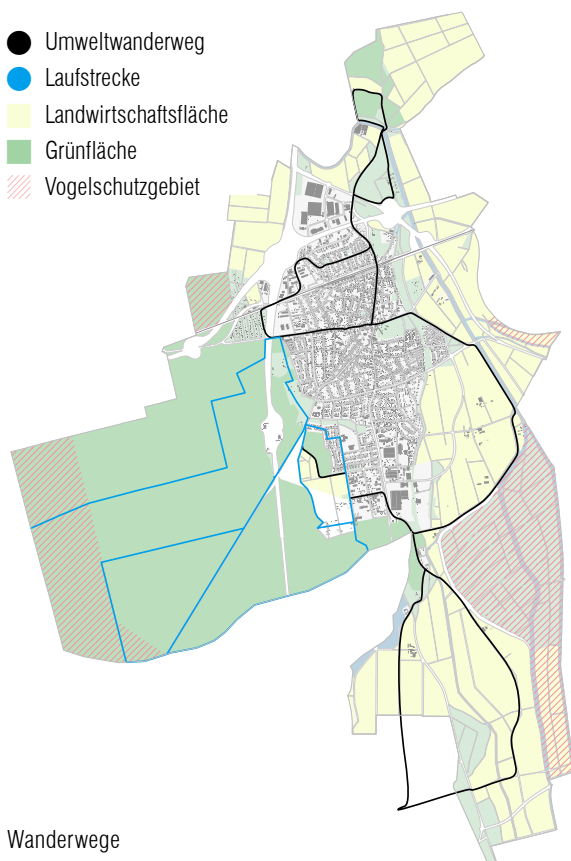 Umweltwanderweg
Laufstrecke
Landwirtschaftsfläche
Grünfläche
Vogelschutzgebiet
Wanderwege